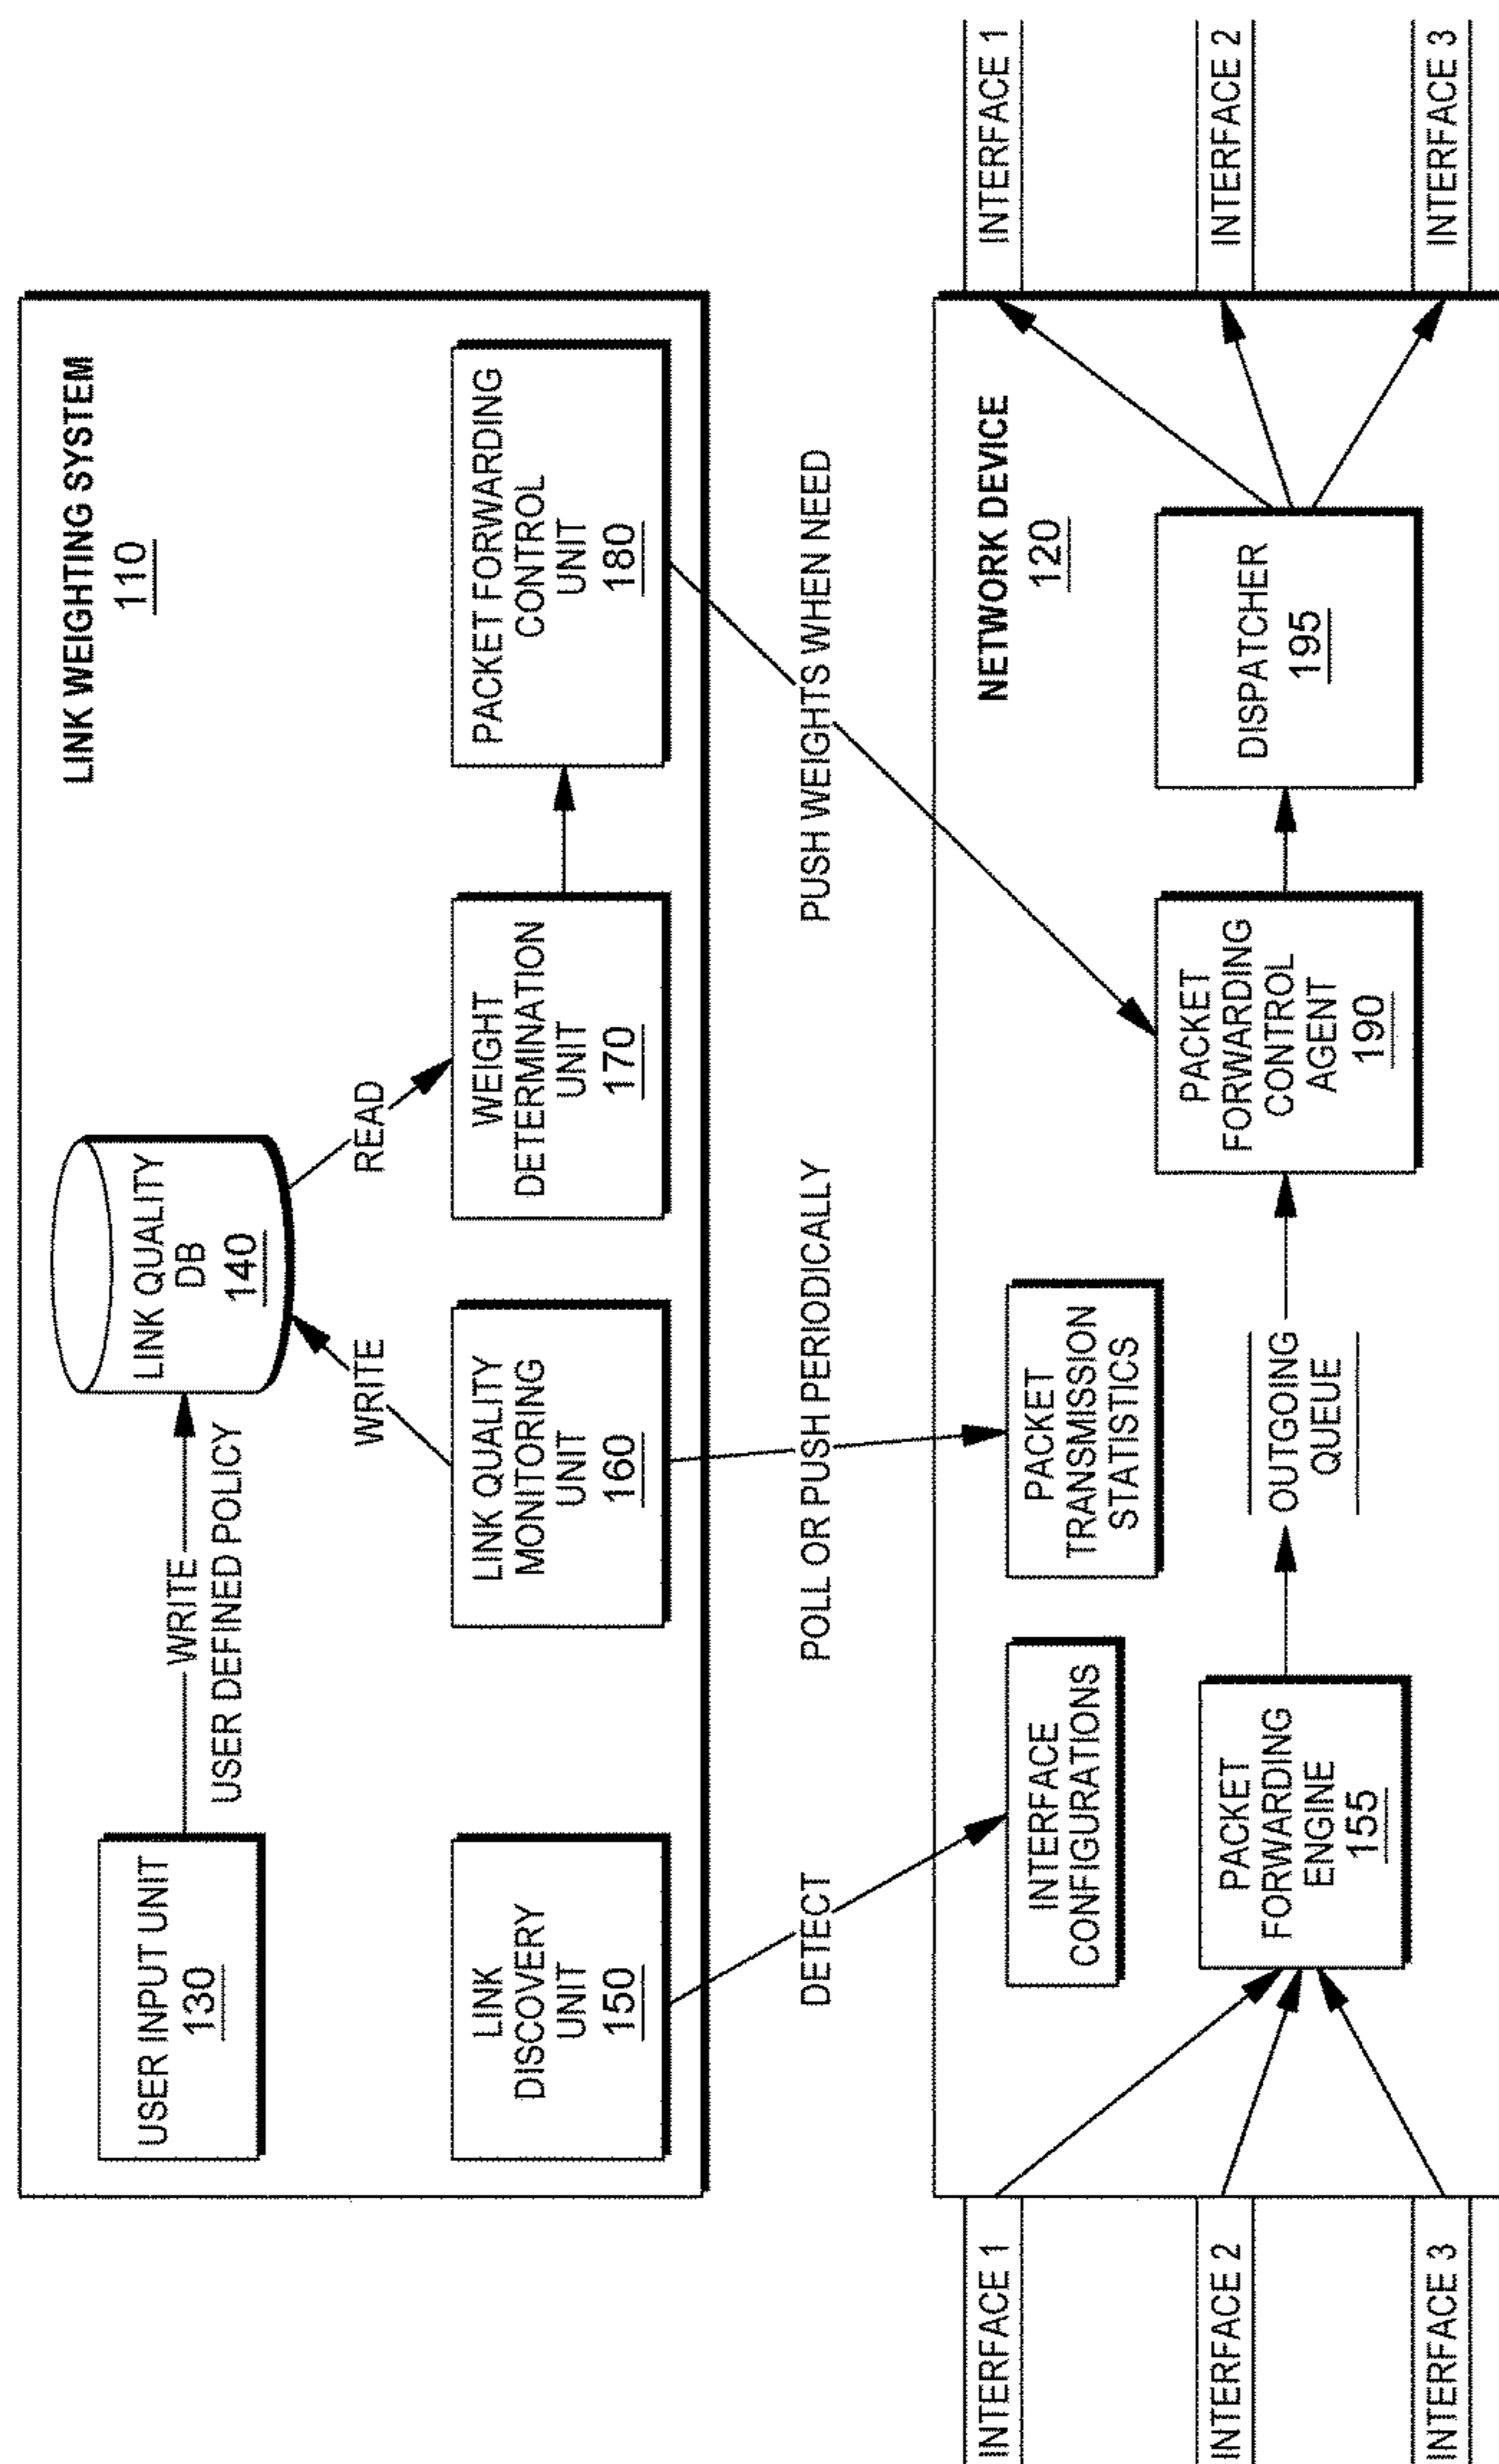 LINK WEIGHTING SYSTEM
110
USER INPUT UNIT
130
WRITE
USER DEFINED POLICY
LINK QUALITY
DB
140
WRITE
READ
LINK
DISCOVERY
UNIT
150
LINK QUALITY
MONITORING
UNIT
160
WEIGHT
DETERMINATION
UNIT
170
PACKET FORWARDING
CONTROL
UNIT
180
DETECT
POLL OR PUSH PERIODICALLY
PUSH WEIGHTS WHEN NEED
NETWORK DEVICE
120
INTERFACE 1
INTERFACE 2
INTERFACE 3
INTERFACE
CONFIGURATIONS
PACKET
TRANSMISSION
STATISTICS
PACKET
FORWARDING
ENGINE
155
OUTGOING
QUEUE
PACKET
FORWARDING
CONTROL
AGENT
190
DISPATCHER
195
INTERFACE 1
INTERFACE 2
INTERFACE 3